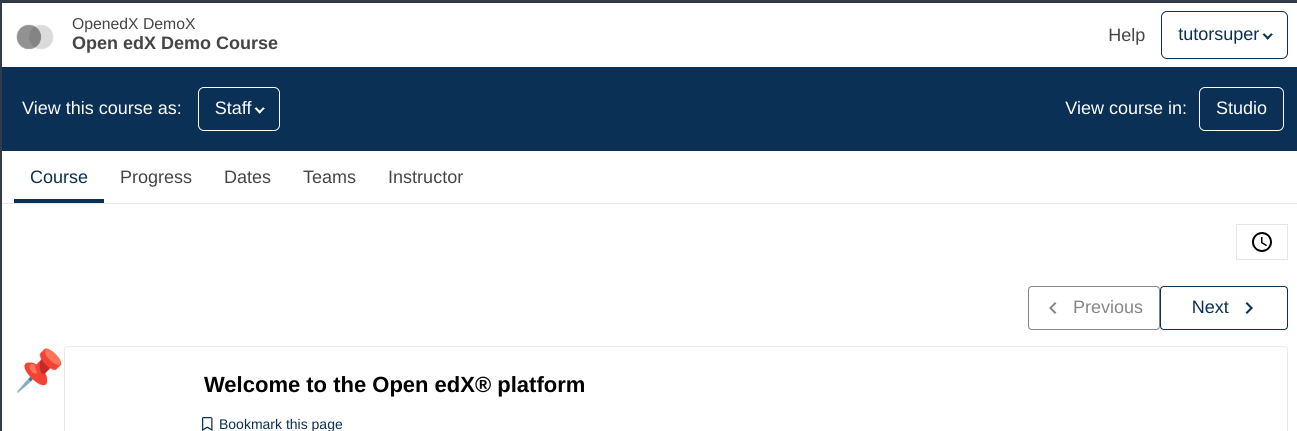 OpenedX DemoX
Open edX Demo Course
Help
tutorsuper
View this course as:
Staff
View course in:
Studio
Course
Progress
Dates
Teams
Instructor
Previous
Next
Welcome to the Open edX® platform
Bookmark this page